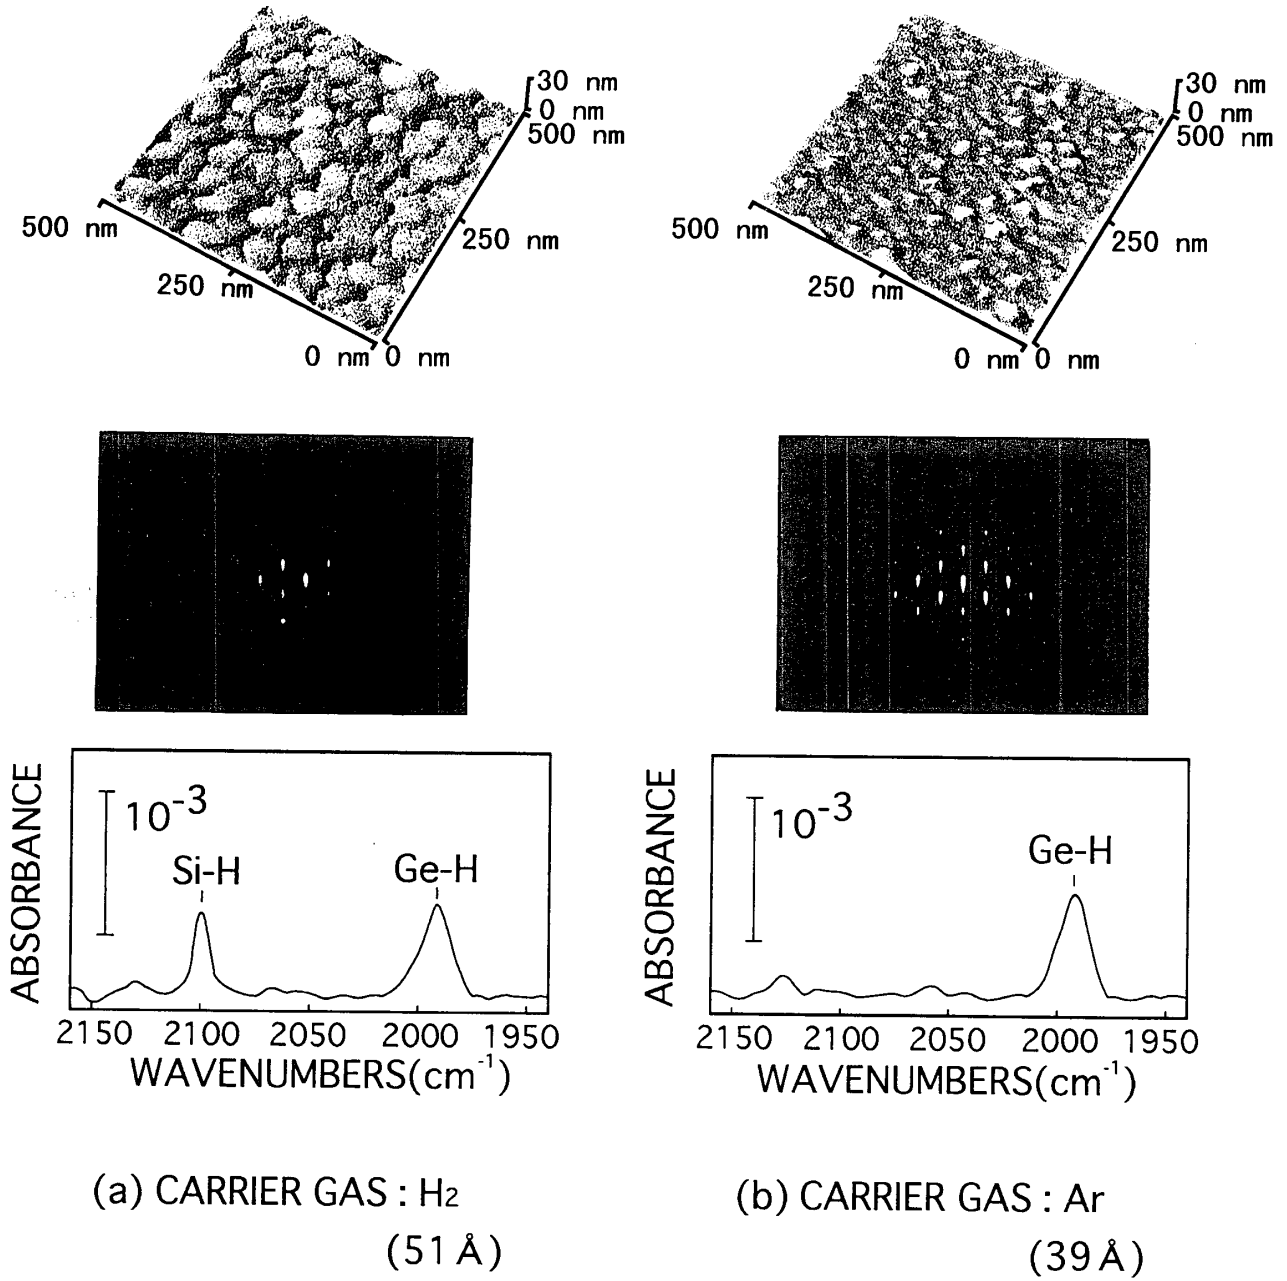 30 nm
0 nm
500 nm
250 nm
0 nm
500 nm
250 nm
0 nm
30 nm
0 nm
500 nm
250 nm
0 nm
500 nm
250 nm
0 nm
ABSORBANCE
10-3
Si-H
Ge-H
2150 2100 2050 2000 1950
WAVENUMBERS(cm-1)
ABSORBANCE
10-3
Ge-H
2150 2100 2050 2000 1950
WAVENUMBERS(cm-1)
(a) CARRIER GAS : H2
(51 Å)
(b) CARRIER GAS : Ar
(39 Å)